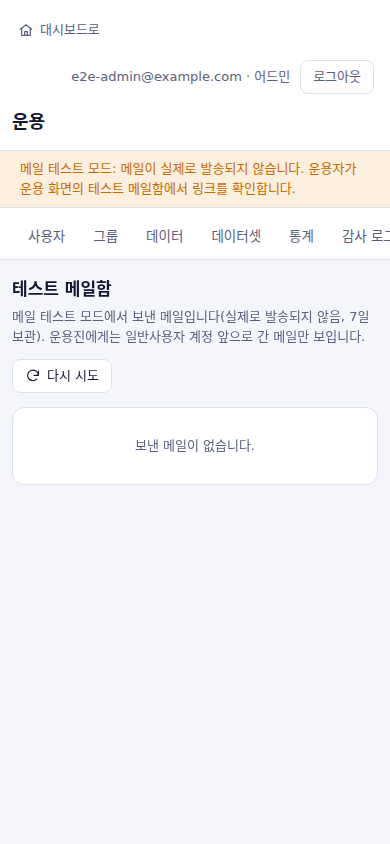 대시보드로
e2e-admin@example.com · 어드민
로그아웃
운용
메일 테스트 모드: 메일이 실제로 발송되지 않습니다. 운용자가
운용 화면의 테스트 메일함에서 링크를 확인합니다.
사용자
그룹
데이터
데이터셋
통계
감사 로그
테스트 메일함
메일 테스트 모드에서 보낸 메일입니다(실제로 발송되지 않음, 7일
보관). 운용진에게는 일반사용자 계정 앞으로 간 메일만 보입니다.
다시 시도
보낸 메일이 없습니다.